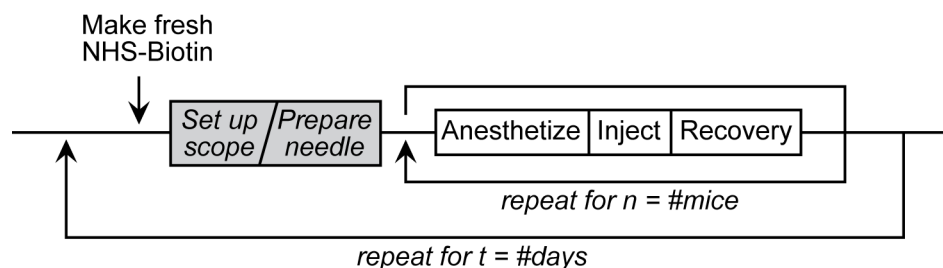 Make fresh
NHS-Biotin
Set up
scope
Prepare
needle
Anesthetize
Inject
Recovery
repeat for n = #mice
repeat for t = #days